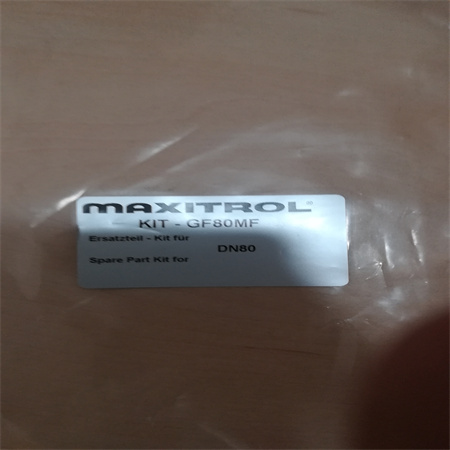 MAXITROL®
KIT - GF80MF
Ersatzteil - Kit für
DN80
Spare Part Kit for